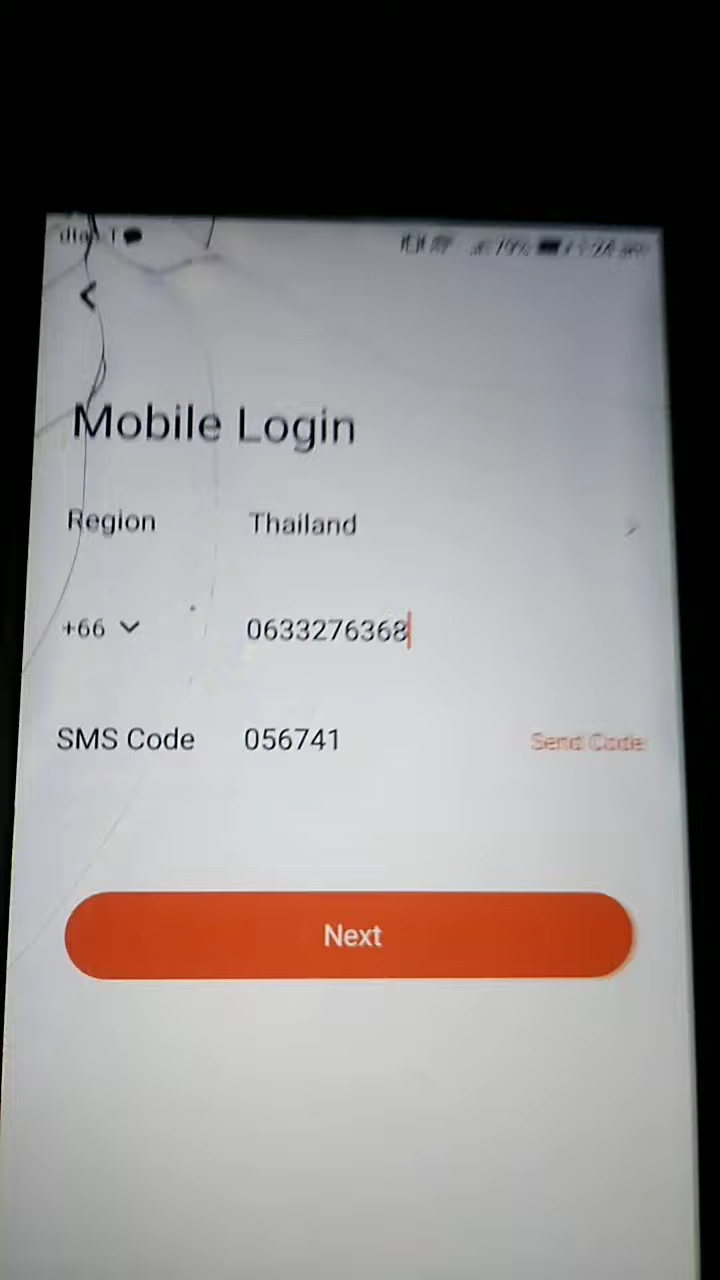 Mobile Login
Region Thailand
+66 0633276368
SMS Code 056741 Send Code
Next